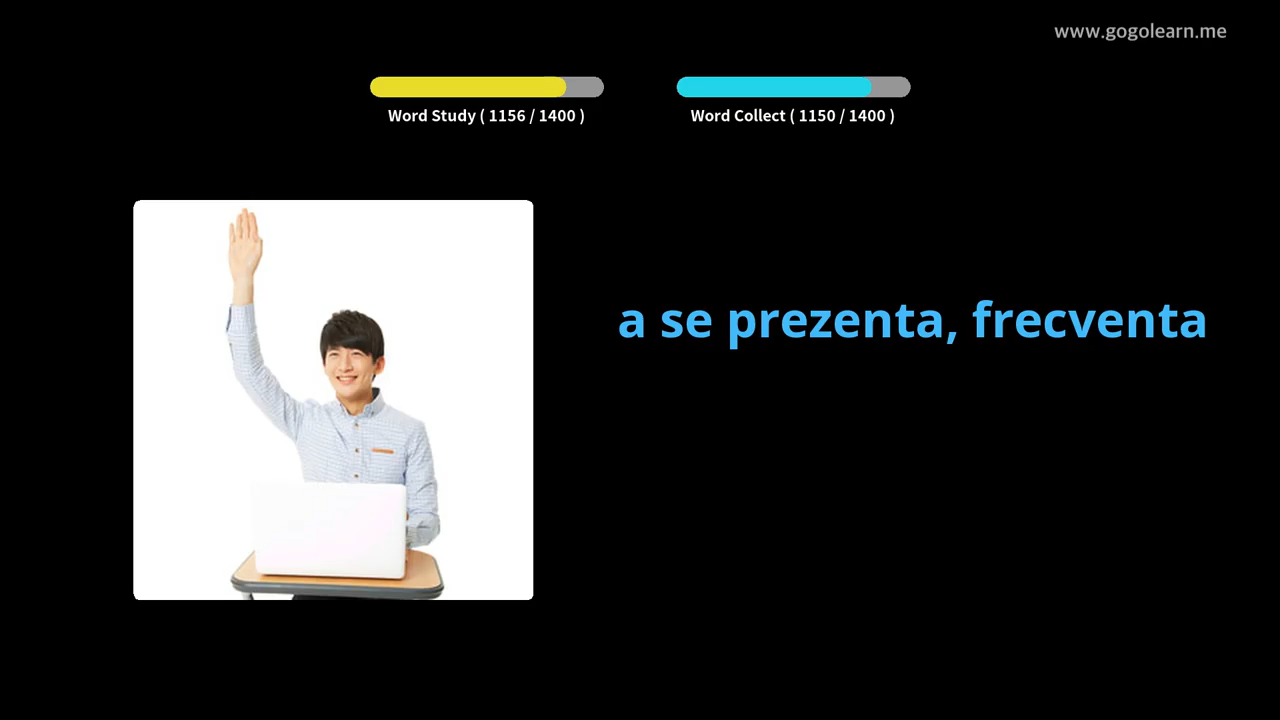 www.gogolearn.me
Word Study ( 1156 / 1400 )
Word Collect ( 1150 / 1400 )
a se prezenta, frecventa